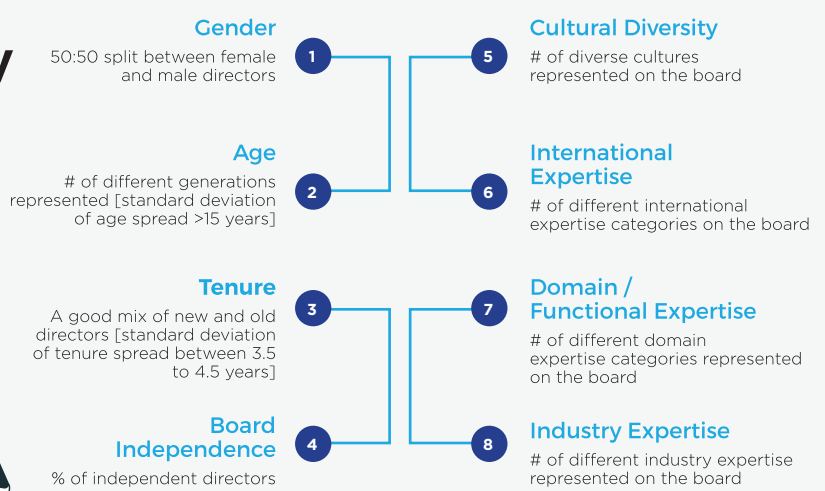 Gender
50:50 split between female
and male directors
1
Age
# of different generations
represented [standard deviation
of age spread >15 years]
2
Tenure
A good mix of new and old
directors [standard deviation
of tenure spread between 3.5
to 4.5 years]
3
Board
Independence
% of independent directors
4
Cultural Diversity
# of diverse cultures
represented on the board
5
International
Expertise
# of different international
expertise categories on the board
6
Domain /
Functional Expertise
# of different domain
expertise categories represented
on the board
7
Industry Expertise
# of different industry expertise
represented on the board
8